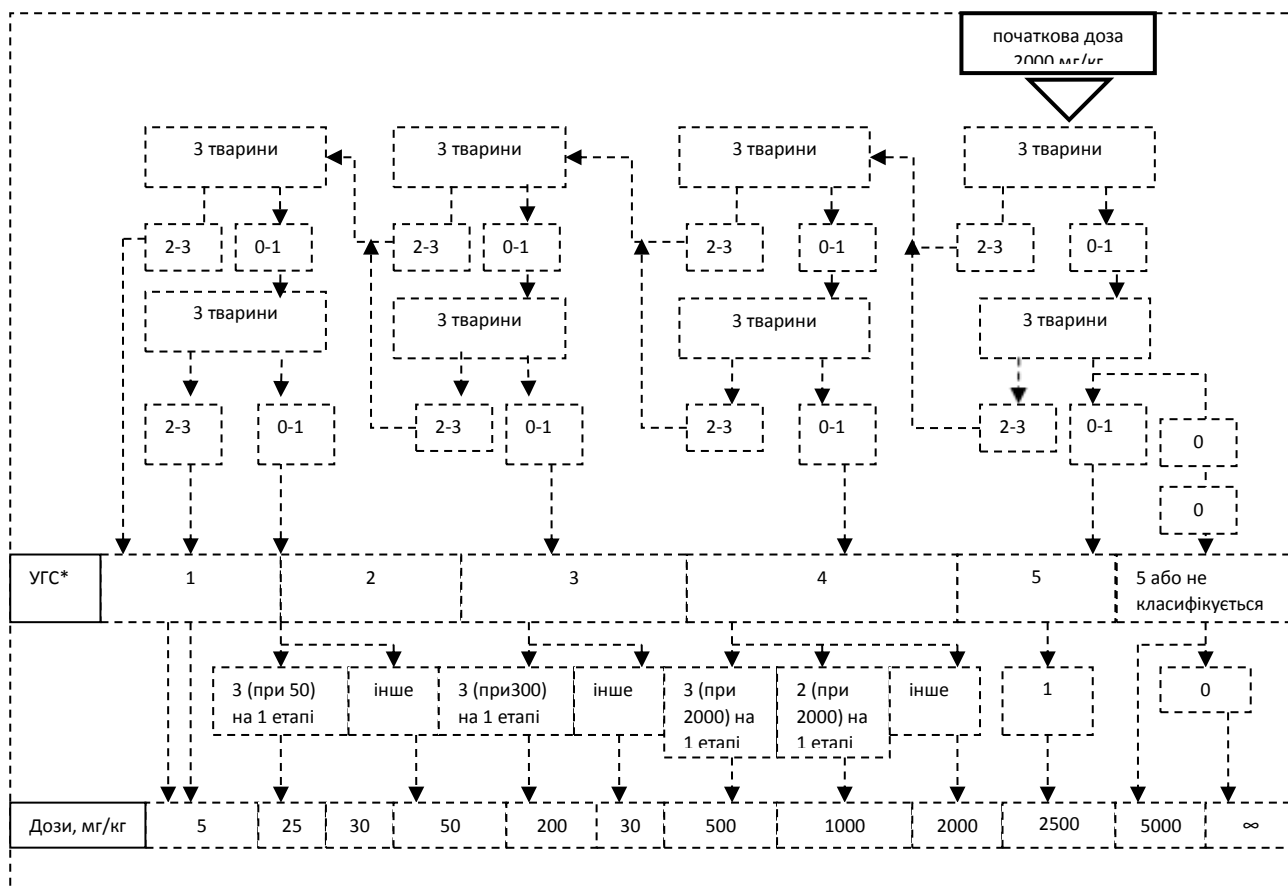 початкова доза
2000 мг/кг
3 тварини
3 тварини
3 тварини
3 тварини
2-3
0-1
2-3
0-1
2-3
0-1
2-3
0-1
3 тварини
3 тварини
3 тварини
3 тварини
2-3
0-1
2-3
0-1
2-3
0-1
2-3
0-1
0
0
УГС*
1
2
3
4
5
5 або не
класифікується
3 (при 50)
на 1 етапі
інше
3 (при300)
на 1 етапі
інше
3 (при
2000) на
1 етапі
2 (при
2000) на
1 етапі
інше
1
0
Дози, мг/кг
5
25
30
50
200
30
500
1000
2000
2500
5000
∞